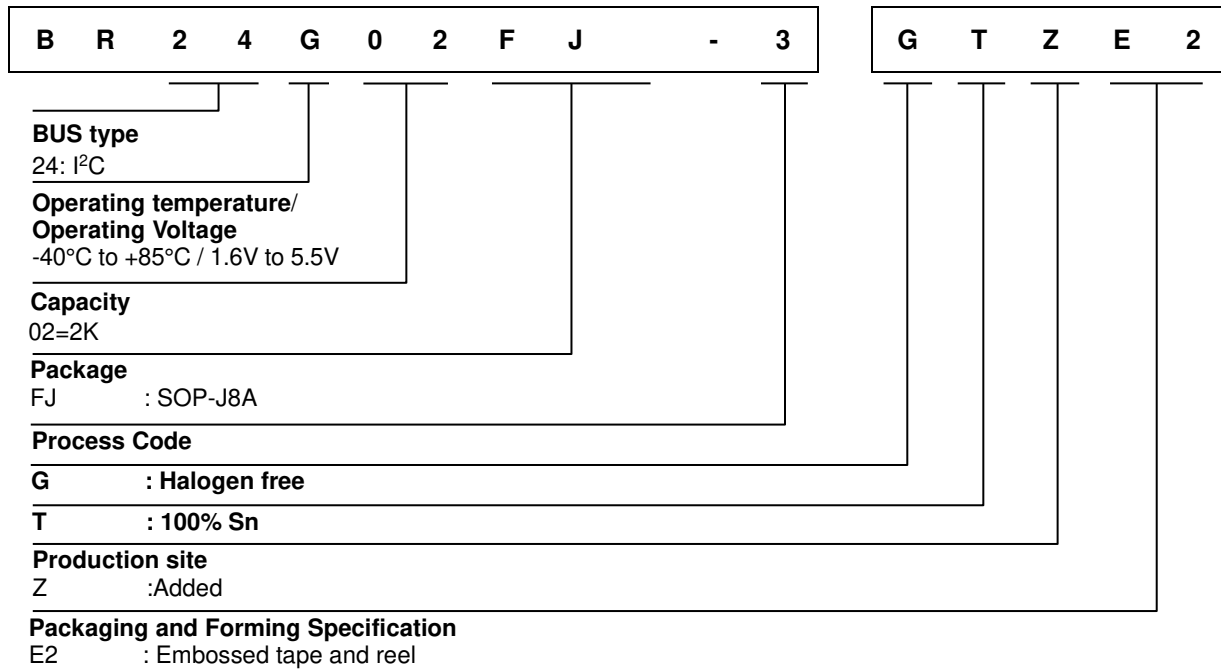 B R 2 4 G 0 2 F J - 3 G T Z E 2
BUS type
24: I²C
Operating temperature/
Operating Voltage
-40°C to +85°C / 1.6V to 5.5V
Capacity
02=2K
Package
FJ : SOP-J8A
Process Code
G : Halogen free
T : 100% Sn
Production site
Z :Added
Packaging and Forming Specification
E2 : Embossed tape and reel